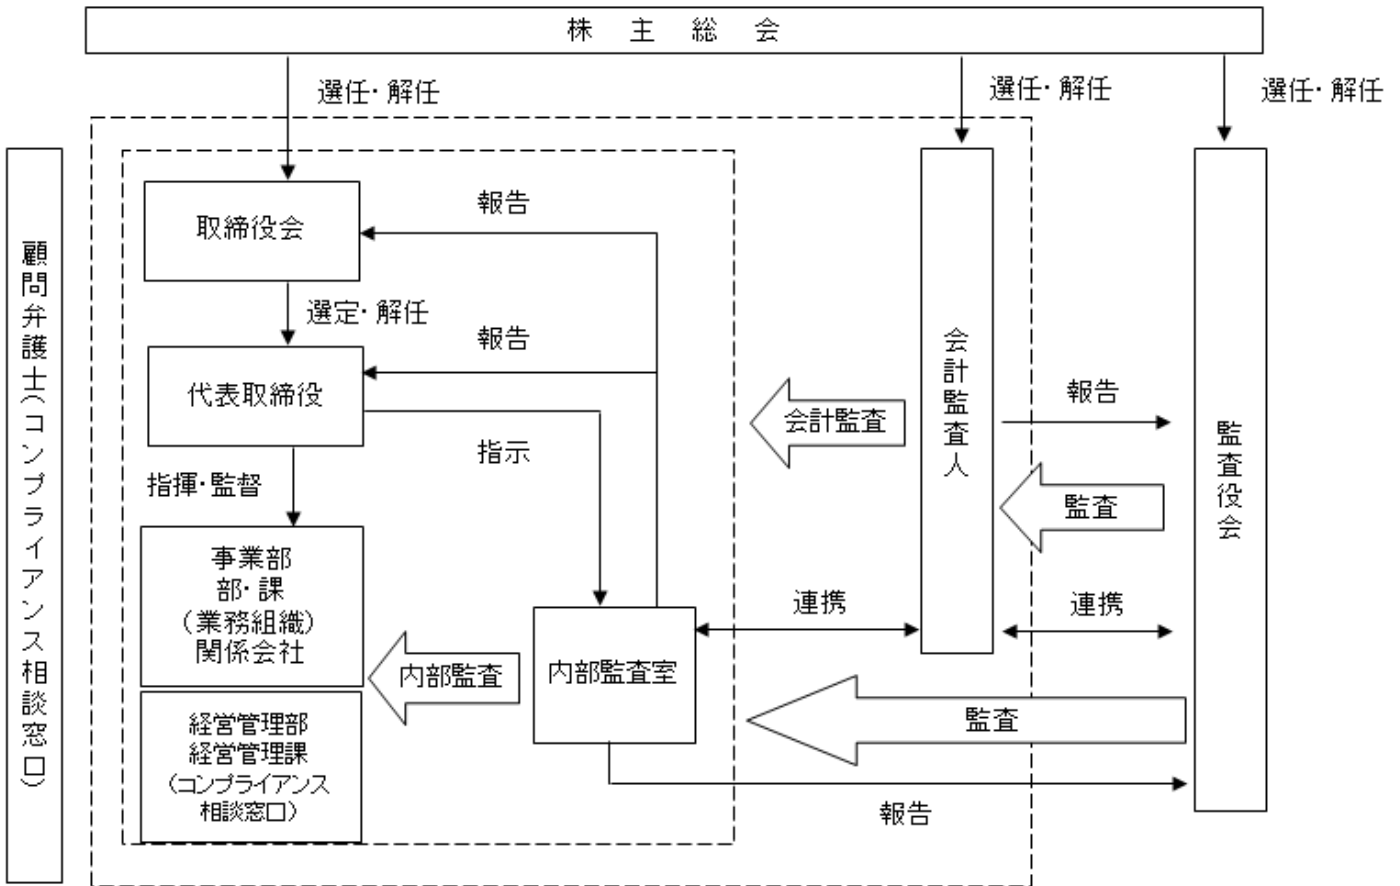 株主総会
選任・解任
選任・解任
選任・解任
顧問弁護士(コンプライアンス相談窓口)
取締役会
報告
選定・解任
報告
代表取締役
指示
指揮・監督
事業部
部・課
(業務組織)
関係会社
経営管理部
経営管理課
(コンプライアンス
相談窓口)
内部監査
内部監査室
会計監査
会計監査人
連携
報告
監査
連携
監査
報告
監査役会